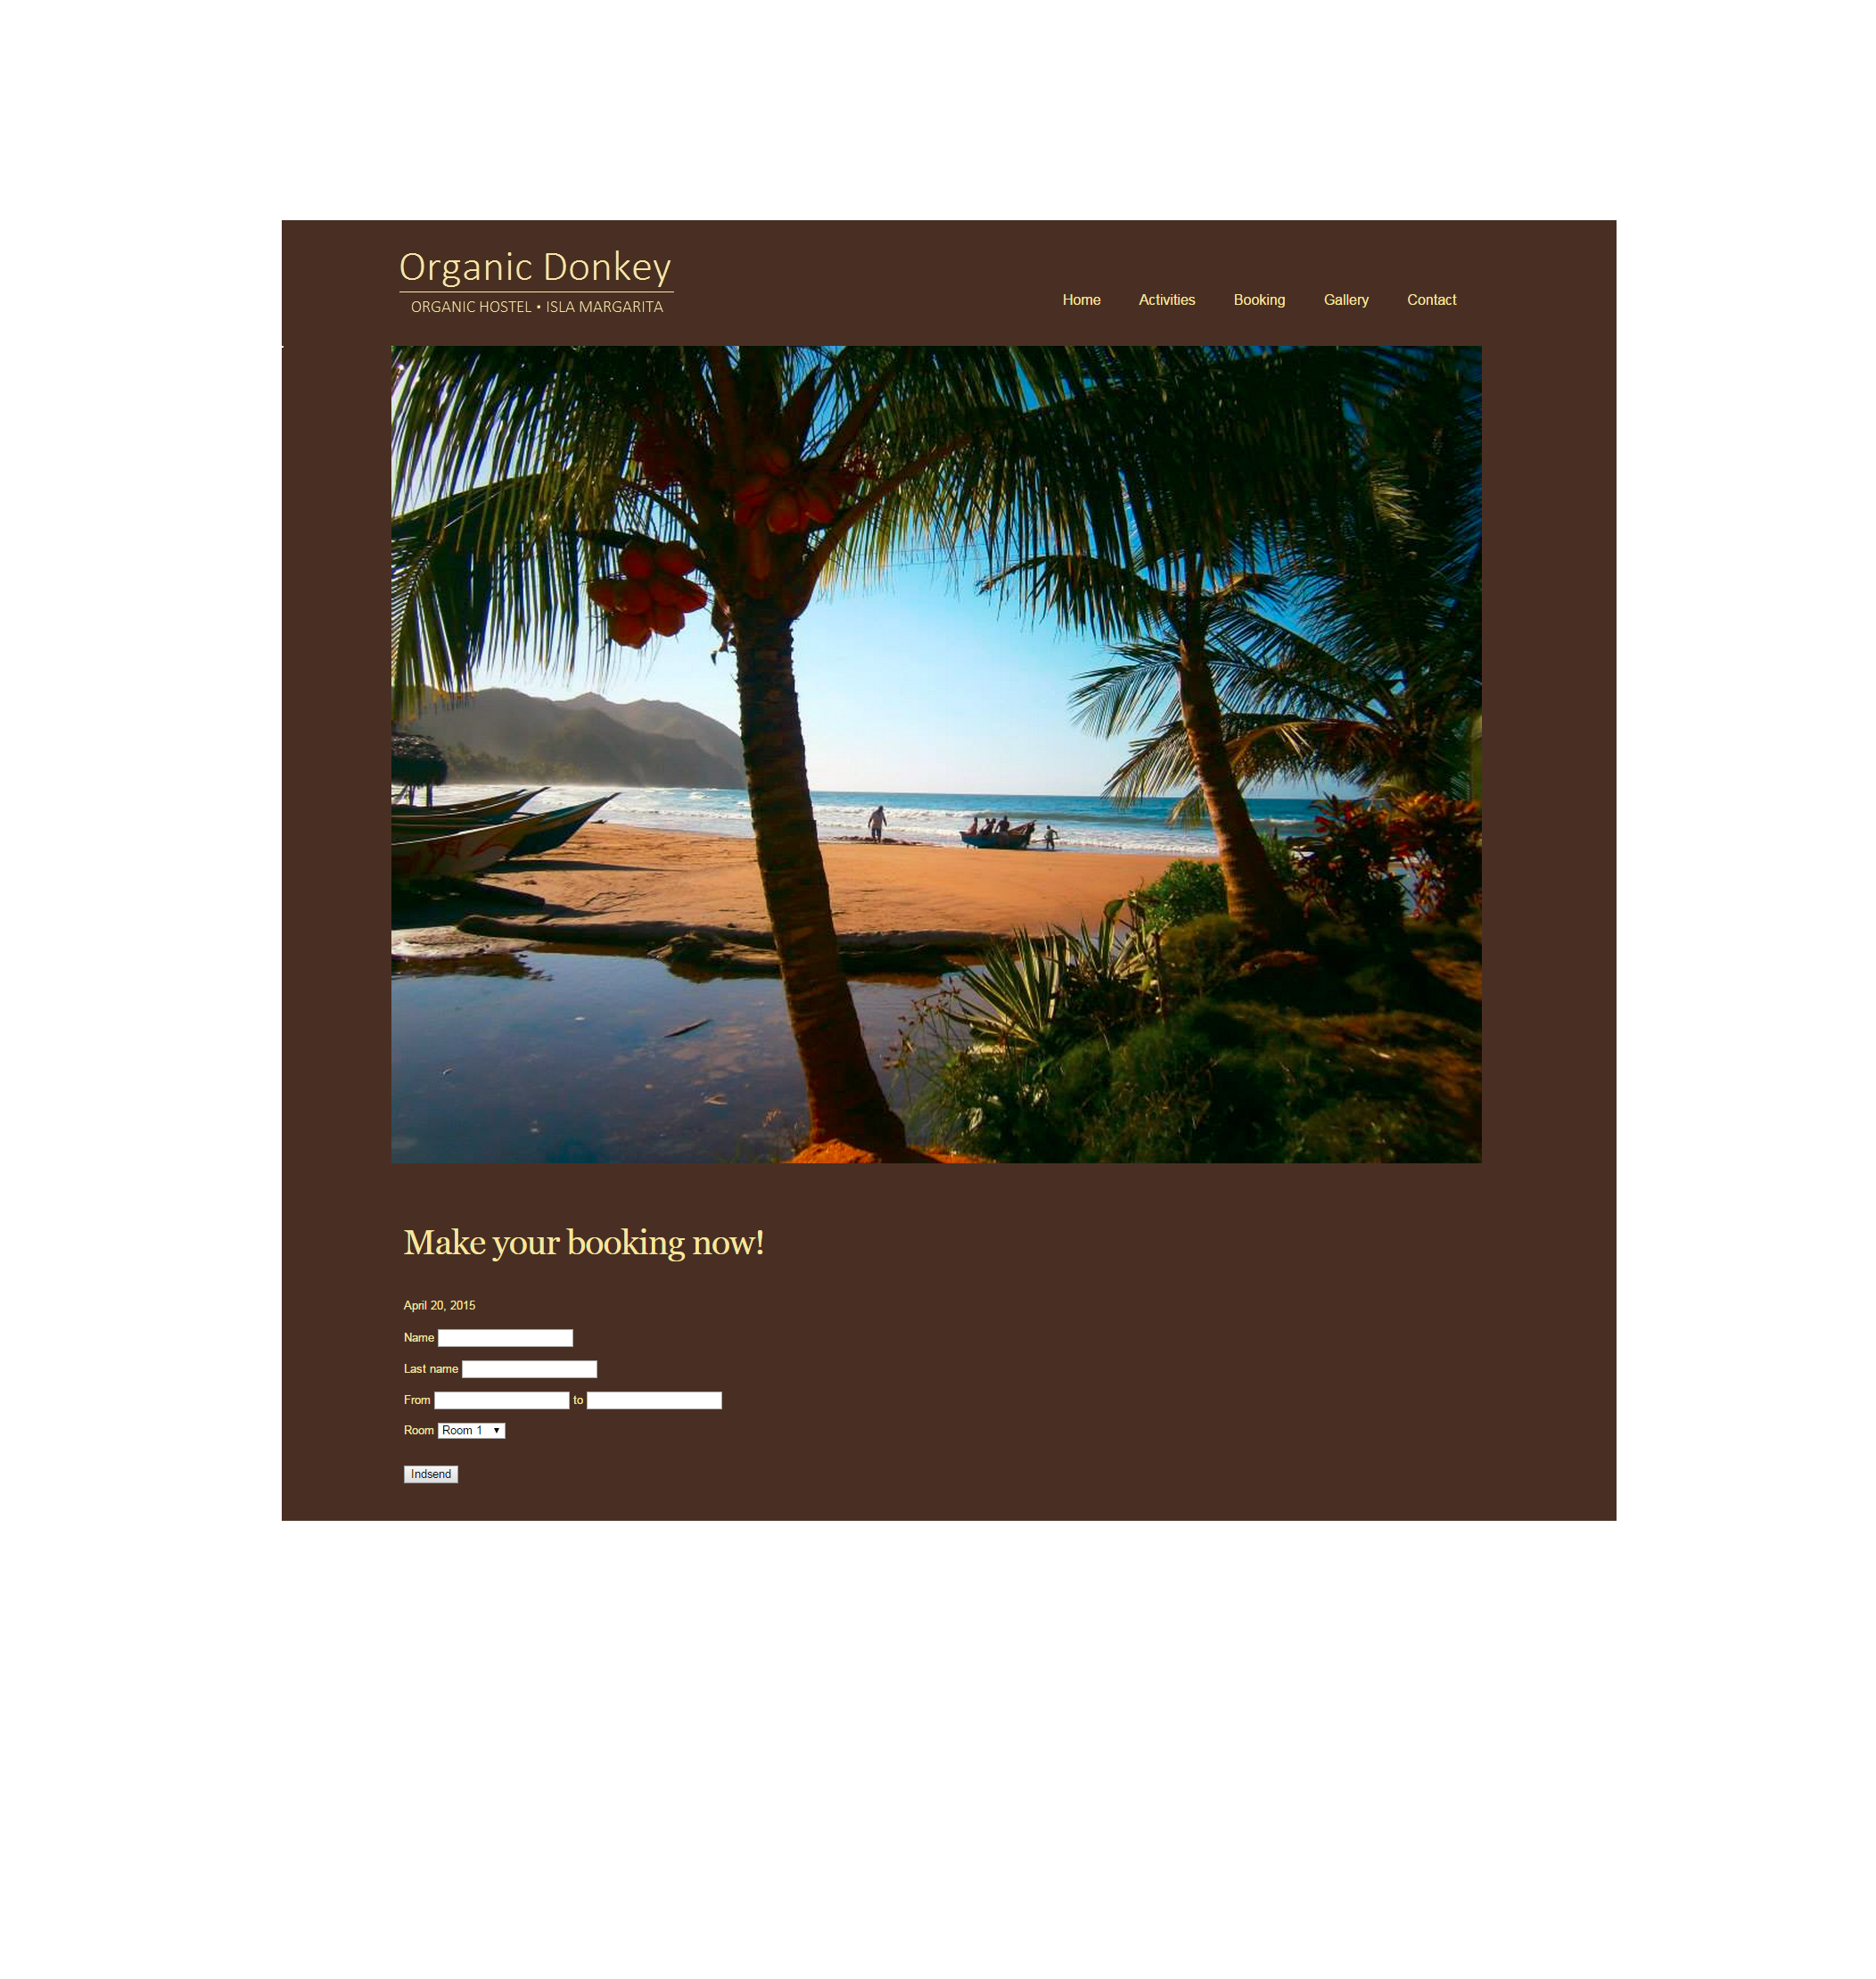 Organic Donkey
ORGANIC HOSTEL • ISLA MARGARITA
Home Activities Booking Gallery Contact
Make your booking now!
April 20, 2015
Name
Last name
From to
Room Room 1
Indsend